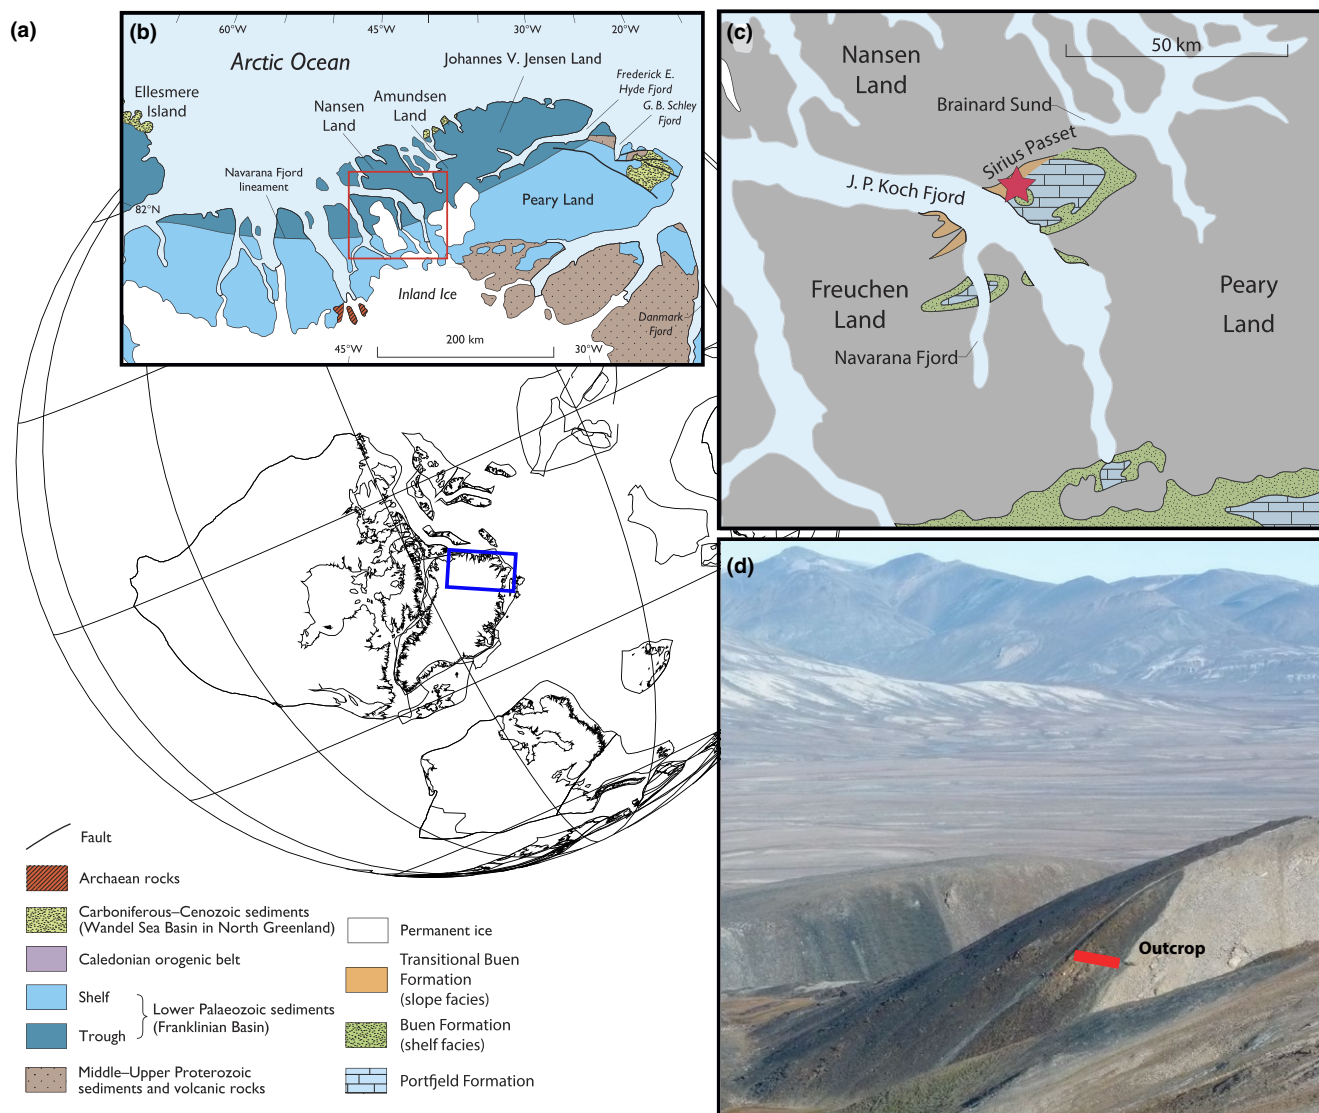 (a)
(b)
60°W
45°W
30°W
20°W
Arctic Ocean
Johannes V. Jensen Land
Ellesmere
Island
Nansen
Land
Amundsen
Land
Frederick E.
Hyde Fjord
G. B. Schley
Fjord
Navarana Fjord
lineament
82°N
Peary Land
Inland Ice
Danmark
Fjord
200 km
45°W
30°W
(c)
50 km
Nansen
Land
Brainard Sund
Sirius Passet
J. P. Koch Fjord
Freuchen
Land
Peary
Land
Navarana Fjord
(d)
Outcrop
Fault
Archaean rocks
Carboniferous–Cenozoic sediments
(Wandel Sea Basin in North Greenland)
Caledonian orogenic belt
Shelf
Trough
Lower Palaeozoic sediments
(Franklinian Basin)
Middle–Upper Proterozoic
sediments and volcanic rocks
Permanent ice
Transitional Buen
Formation
(slope facies)
Buen Formation
(shelf facies)
Portfjeld Formation